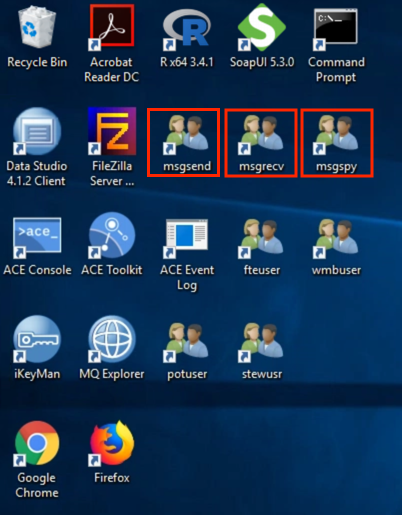 Recycle Bin
Acrobat
Reader DC
R x64 3.4.1
SoapUI 5.3.0
C:\_
Command
Prompt
Data Studio
4.1.2 Client
FileZilla
Server ...
msgsend
msgrecv
msgspy
>ace_
ACE Console
ACE Toolkit
ACE Event
Log
fteuser
wmbuser
iKeyMan
MQ Explorer
potuser
stewusr
Google
Chrome
Firefox